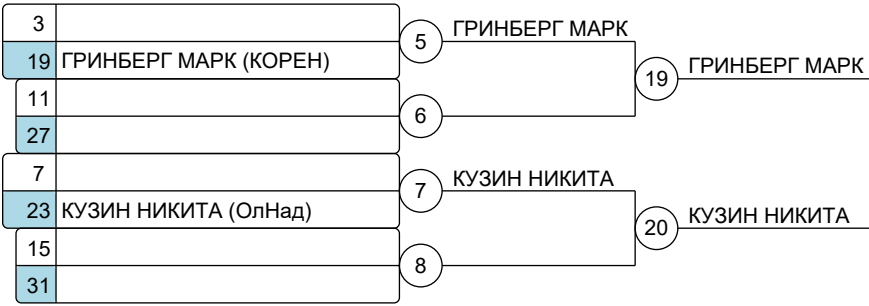 3
5 ГРИНБЕРГ МАРК
19 ГРИНБЕРГ МАРК (КОРЕН)
19 ГРИНБЕРГ МАРК
11
6
27
7
7 КУЗИН НИКИТА
23 КУЗИН НИКИТА (ОлНад)
20 КУЗИН НИКИТА
15
8
31